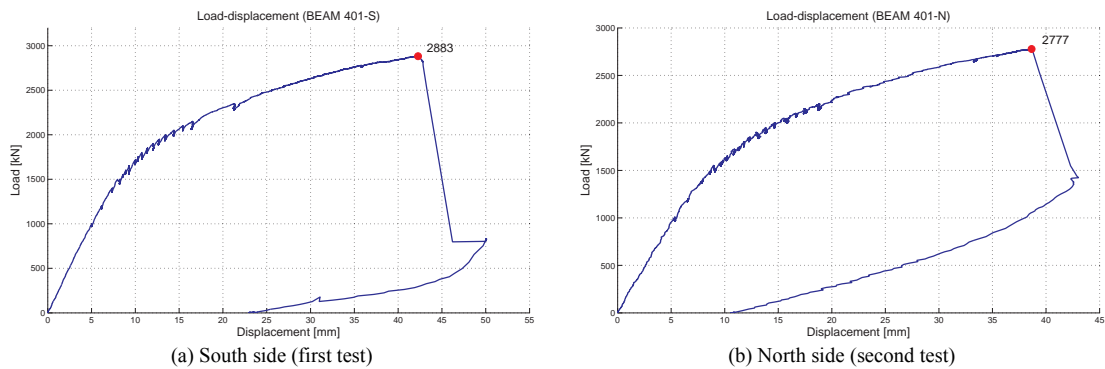 Load-displacement (BEAM 401-S)
3000
2500
2000
1500
1000
500
0
Load [kN]
2883
0 5 10 15 20 25 30 35 40 45 50 55
Displacement [mm]
(a) South side (first test)
Load-displacement (BEAM 401-N)
3000
2500
2000
1500
1000
500
0
Load [kN]
2777
0 5 10 15 20 25 30 35 40 45
Displacement [mm]
(b) North side (second test)